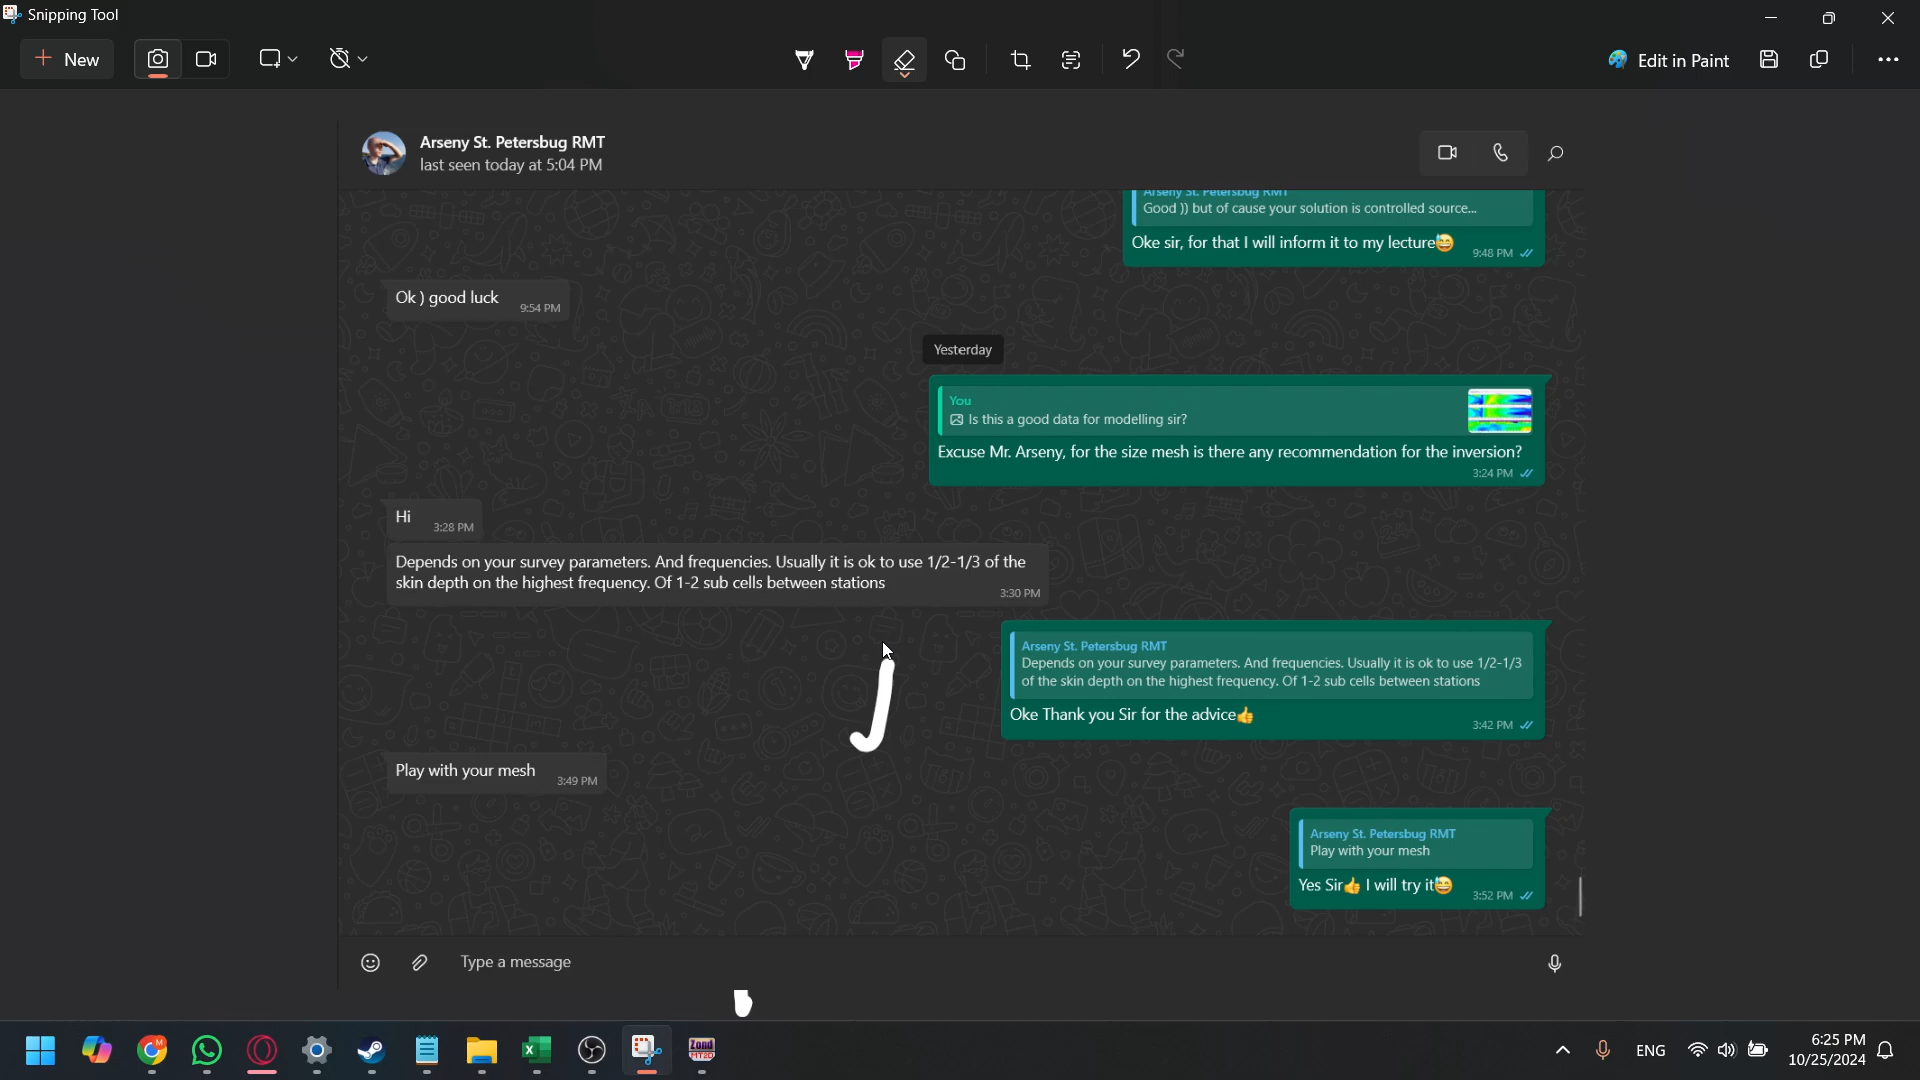 Snipping Tool
New
Edit in Paint
Arseny St. Petersbug RMT
last seen today at 5:04 PM
Arseny St. Petersbug RMT
Good )) but of cause your solution is controlled source...
Oke sir, for that I will inform it to my lecture😅
9:48 PM
Ok ) good luck
9:54 PM
Yesterday
You
Is this a good data for modelling sir?
Excuse Mr. Arseny, for the size mesh is there any recommendation for the inversion?
3:24 PM
Hi
3:28 PM
Depends on your survey parameters. And frequencies. Usually it is ok to use 1/2-1/3 of the
skin depth on the highest frequency. Of 1-2 sub cells between stations
3:30 PM
Arseny St. Petersbug RMT
Depends on your survey parameters. And frequencies. Usually it is ok to use 1/2-1/3
of the skin depth on the highest frequency. Of 1-2 sub cells between stations
Oke Thank you Sir for the advice👍
3:42 PM
Play with your mesh
3:49 PM
Arseny St. Petersbug RMT
Play with your mesh
Yes Sir👍 I will try it😅
3:52 PM
Type a message
Zond
MT2D
ENG
6:25 PM
10/25/2024